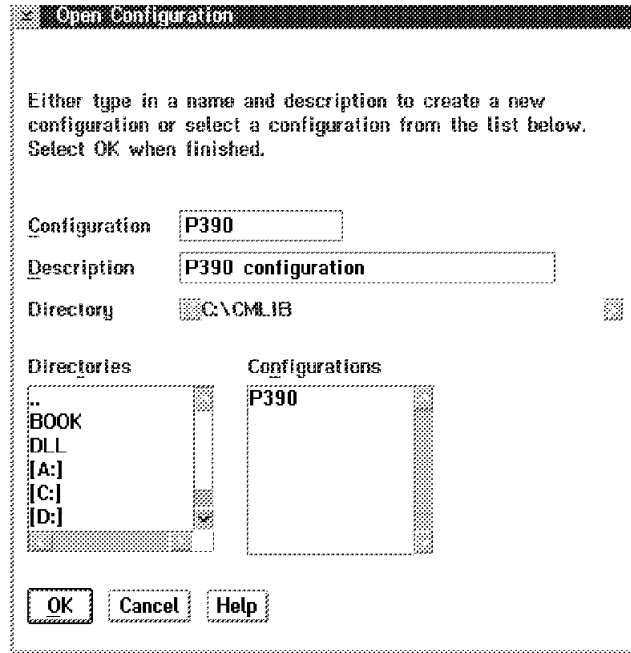 Open Configuration
Either type in a name and description to create a new
configuration or select a configuration from the list below.
Select OK when finished.
Configuration P390
Description P390 configuration
Directory C:\CMLIB
Directories Configurations
..
BOOK
DLL
[A:]
[C:]
[D:]
P390
OK Cancel Help